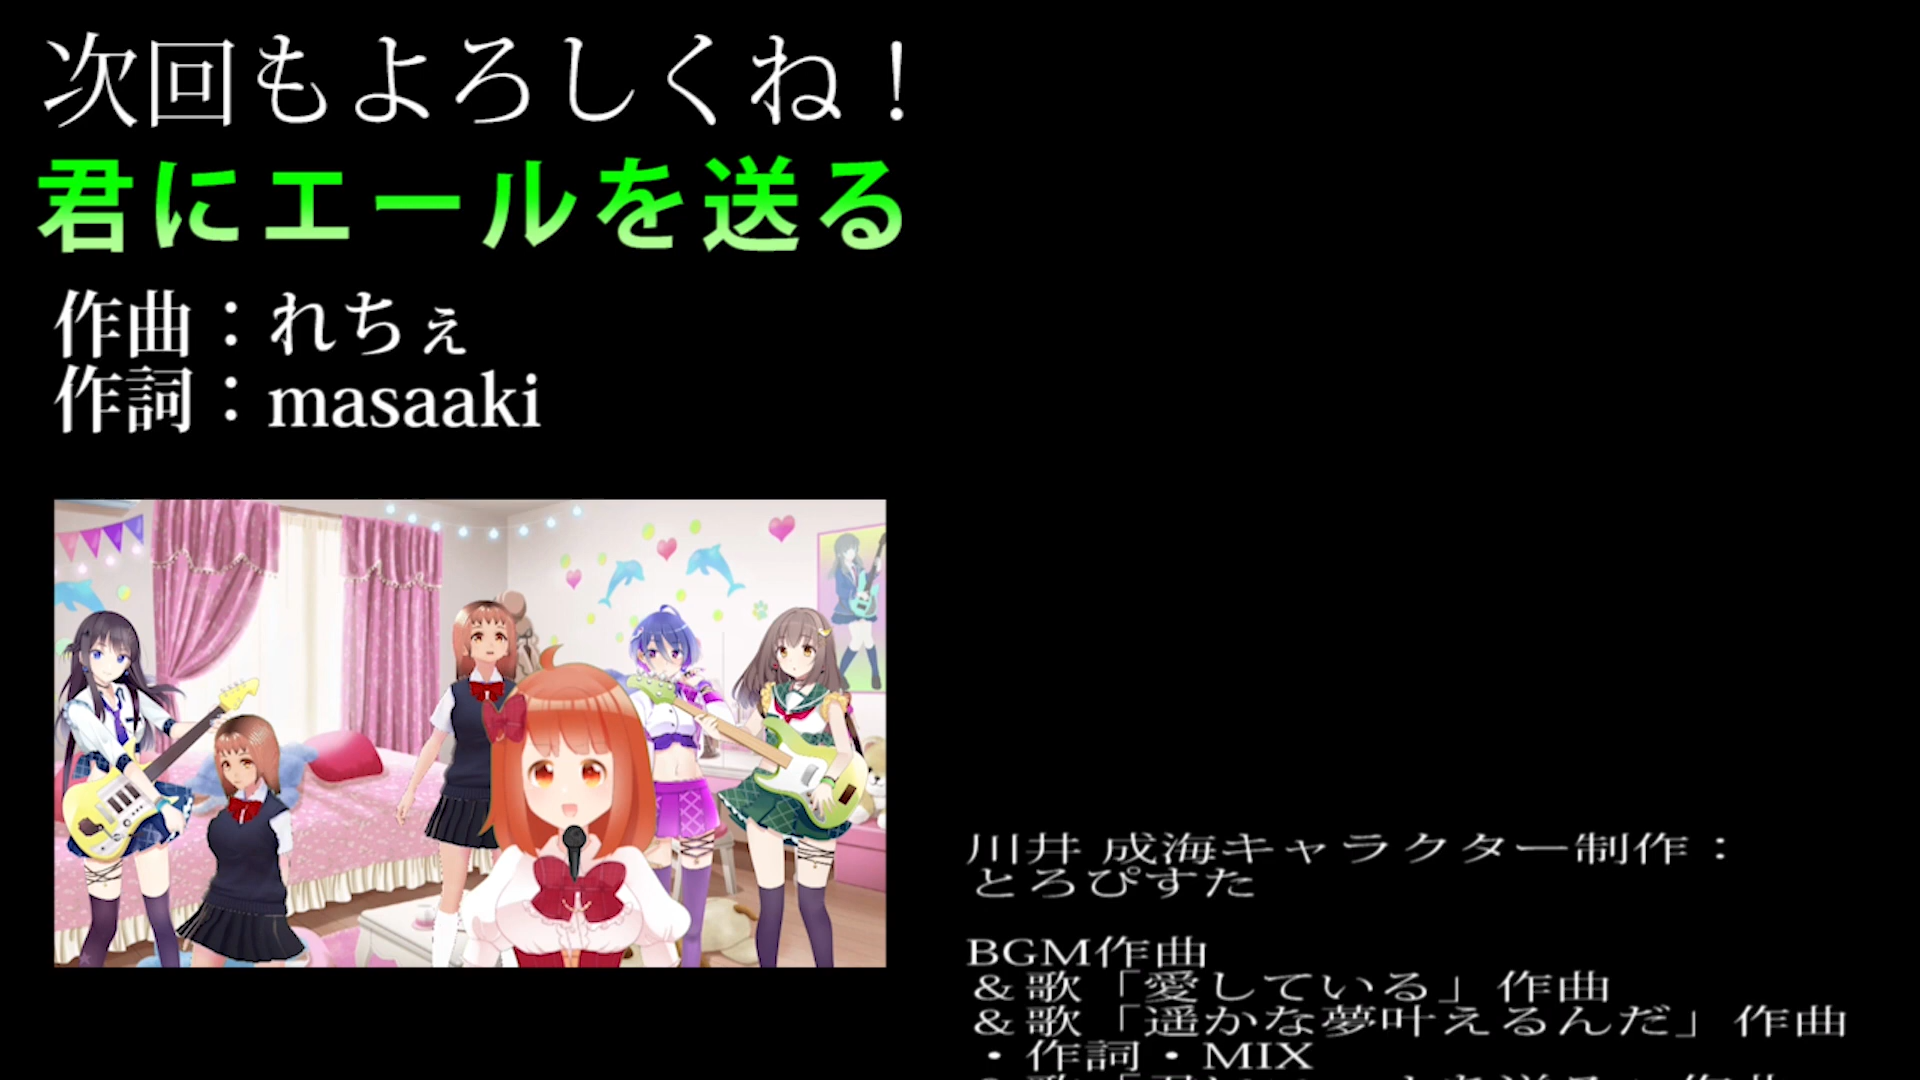 次回もよろしくね！
君にエールを送る
作曲：れちぇ
作詞：masaaki
川井 成海キャラクター制作：
とろぴすた
BGM作曲
＆歌「愛している」作曲
＆歌「遥かな夢叶えるんだ」作曲
・作詞・MIX